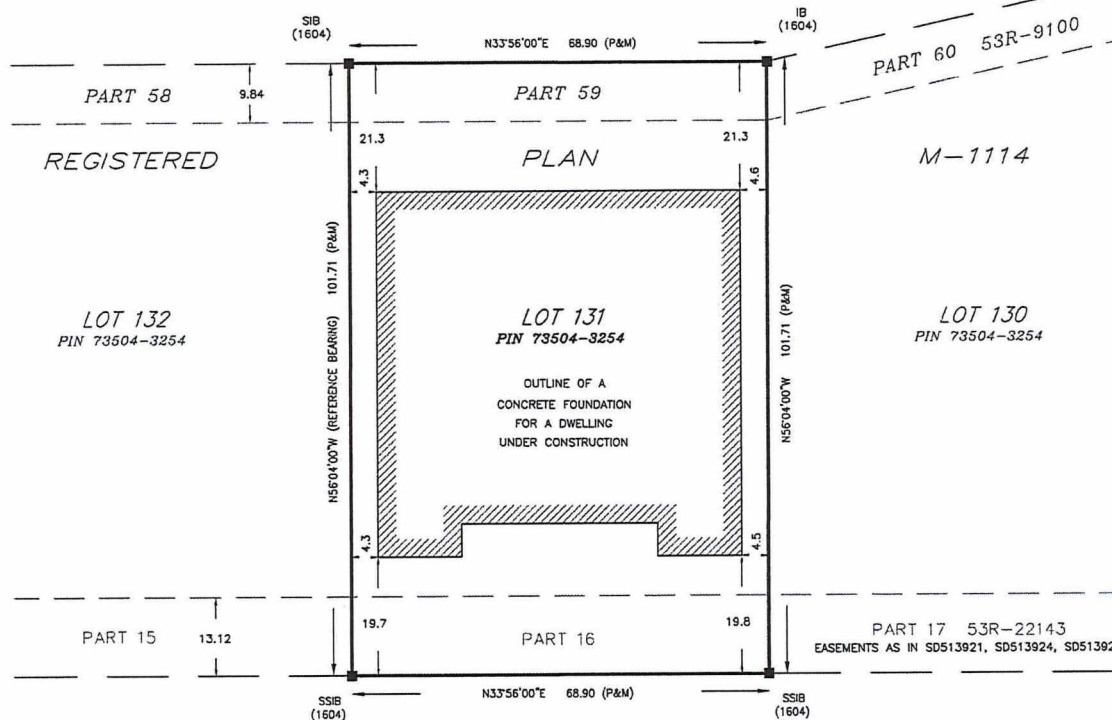 SIB
(1604)
IB
(1604)
N33°56'00"E 68.90 (P&M)
PART 60 53R-9100
PART 58
9.84
PART 59
21.3
21.3
REGISTERED
PLAN
M-1114
4.3
4.6
N56°04'00"W (REFERENCE BEARING) 101.71 (P&M)
N56°04'00"W 101.71 (P&M)
LOT 132
PIN 73504-3254
LOT 131
PIN 73504-3254
LOT 130
PIN 73504-3254
OUTLINE OF A
CONCRETE FOUNDATION
FOR A DWELLING
UNDER CONSTRUCTION
4.3
4.5
PART 15
13.12
19.7
PART 16
19.8
PART 17 53R-22143
EASEMENTS AS IN SD513921, SD513924,
N33°56'00"E 68.90 (P&M)
SSIB
(1604)
SSIB
(1604)